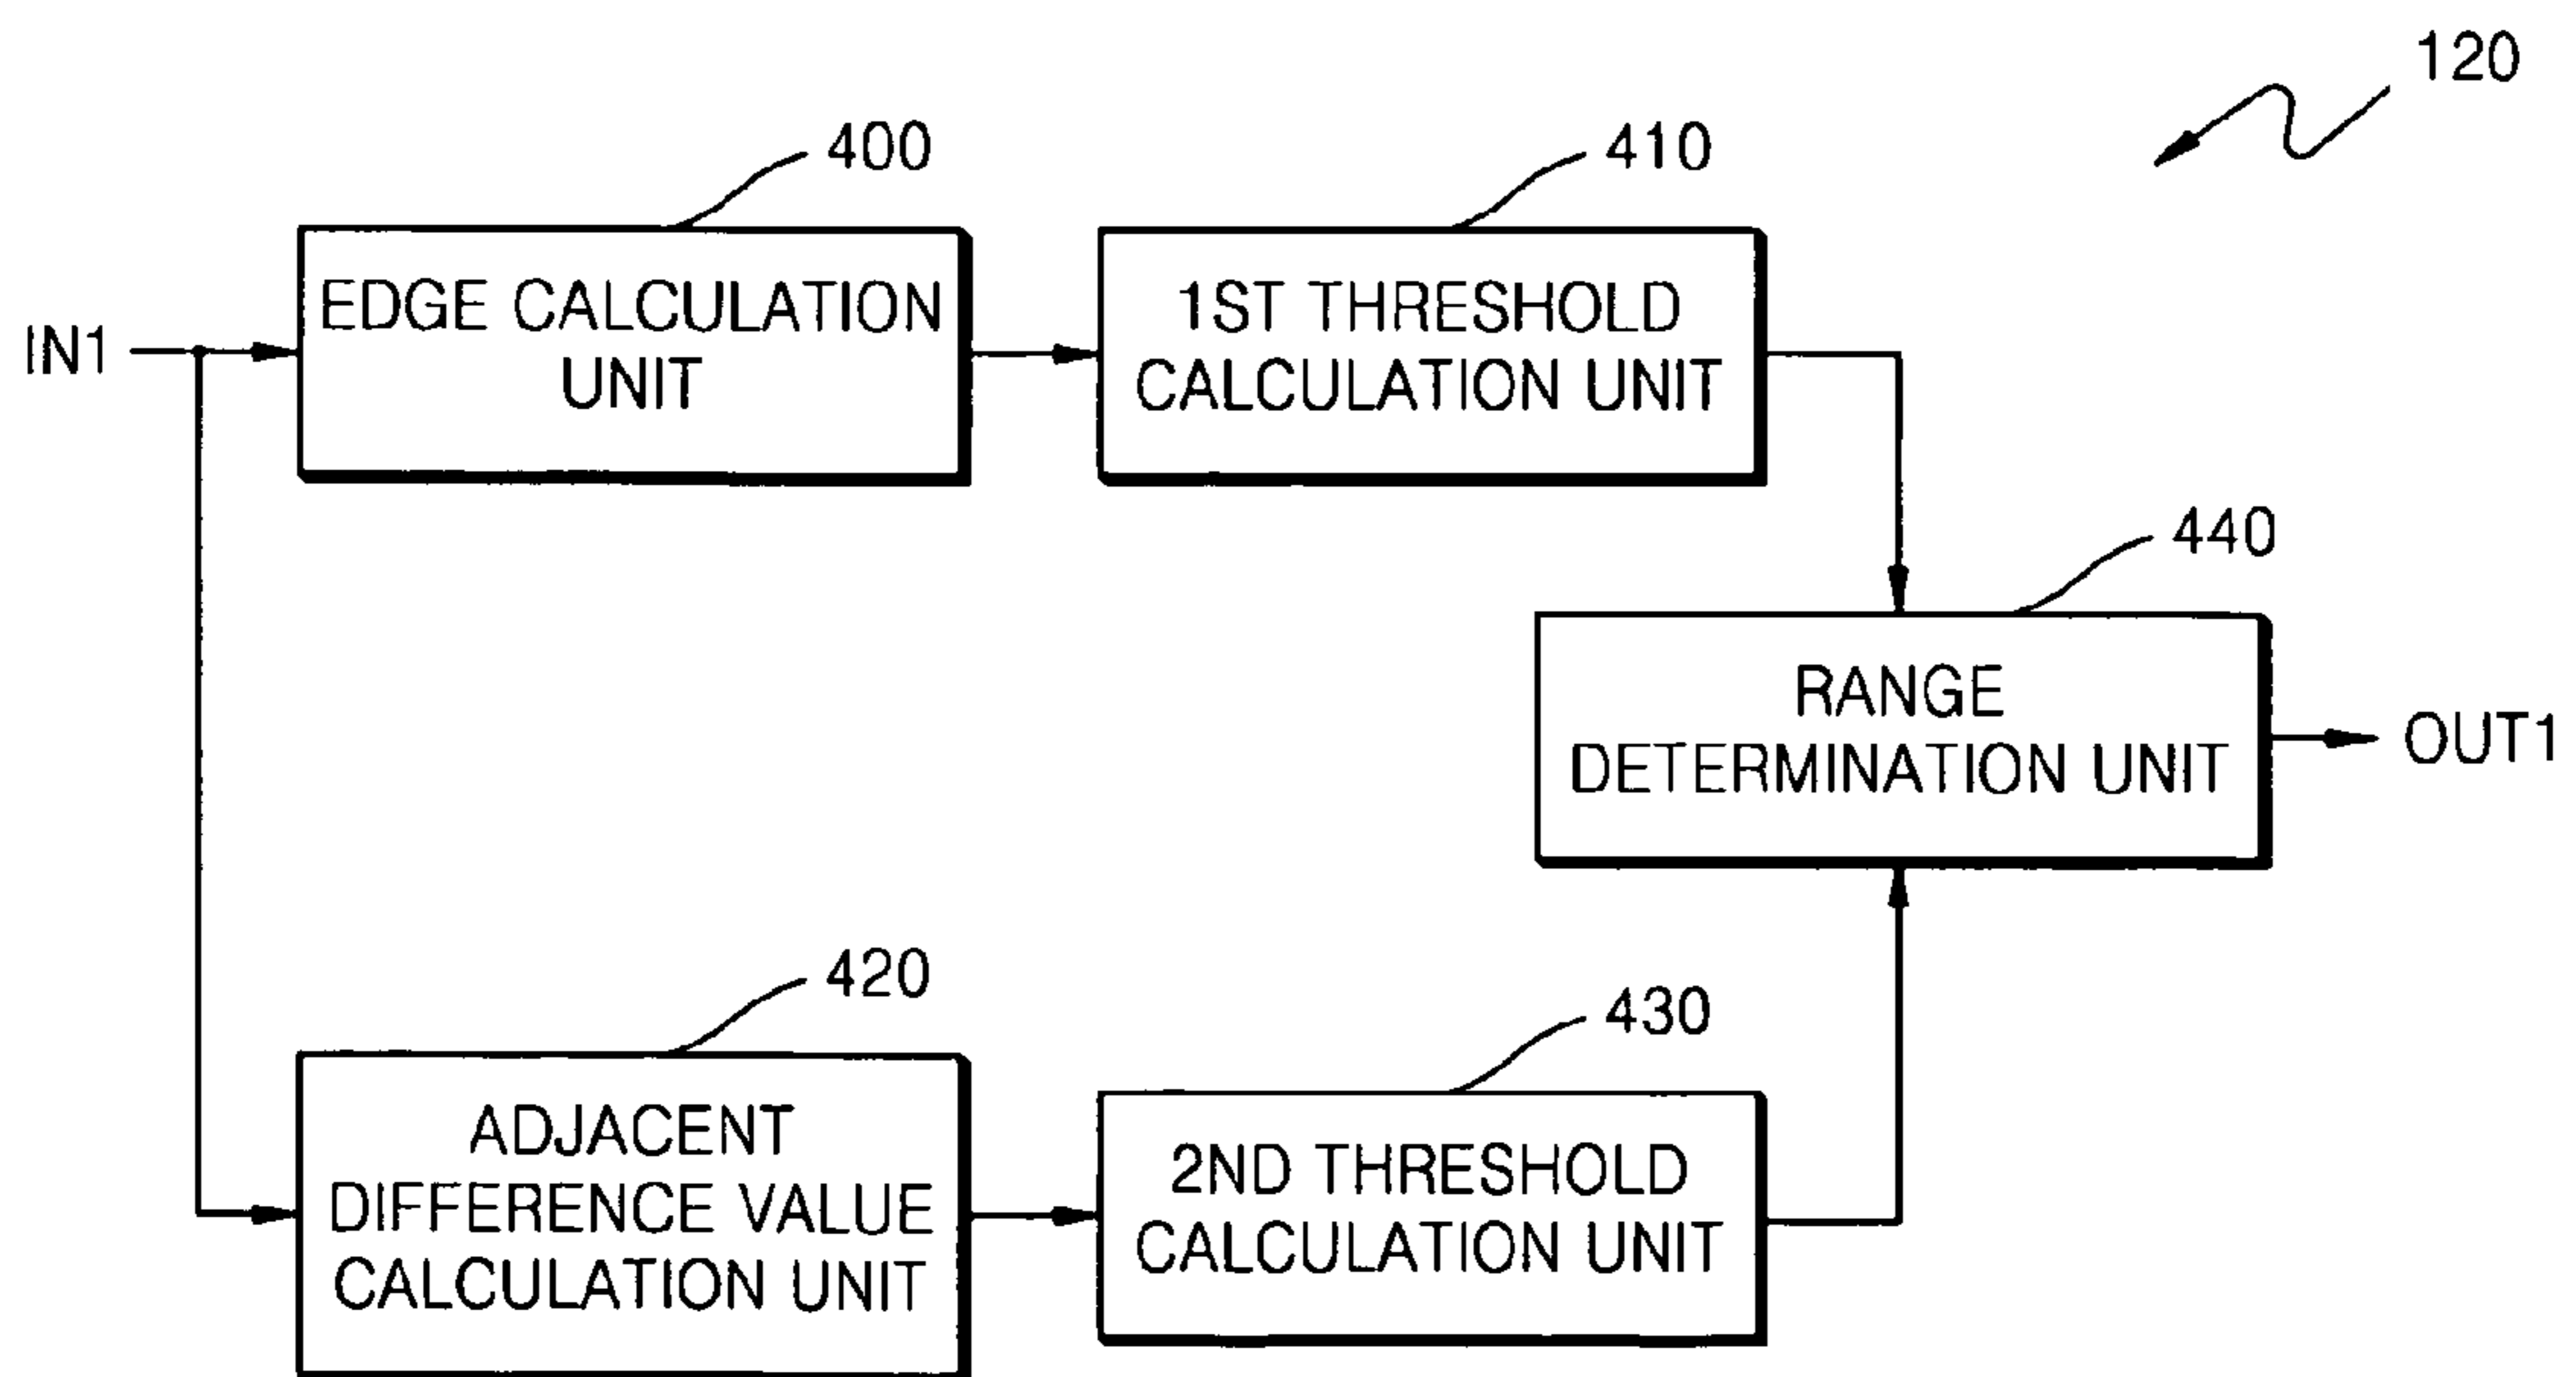 120
400
410
EDGE CALCULATION
UNIT
1ST THRESHOLD
CALCULATION UNIT
IN1
440
RANGE
DETERMINATION UNIT
OUT1
420
430
ADJACENT
DIFFERENCE VALUE
CALCULATION UNIT
2ND THRESHOLD
CALCULATION UNIT